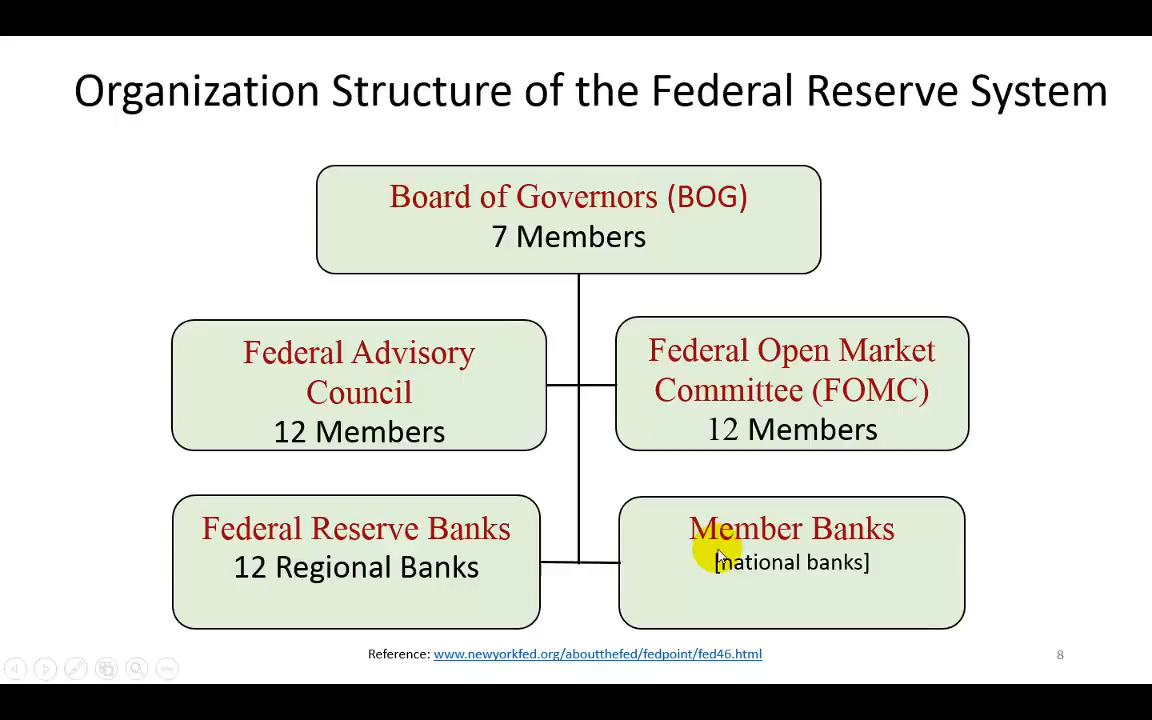 Organization Structure of the Federal Reserve System
Board of Governors (BOG)
7 Members
Federal Advisory
Council
12 Members
Federal Open Market
Committee (FOMC)
12 Members
Federal Reserve Banks
12 Regional Banks
Member Banks
[national banks]
Reference: www.newyorkfed.org/aboutthefed/fedpoint/fed46.html
8